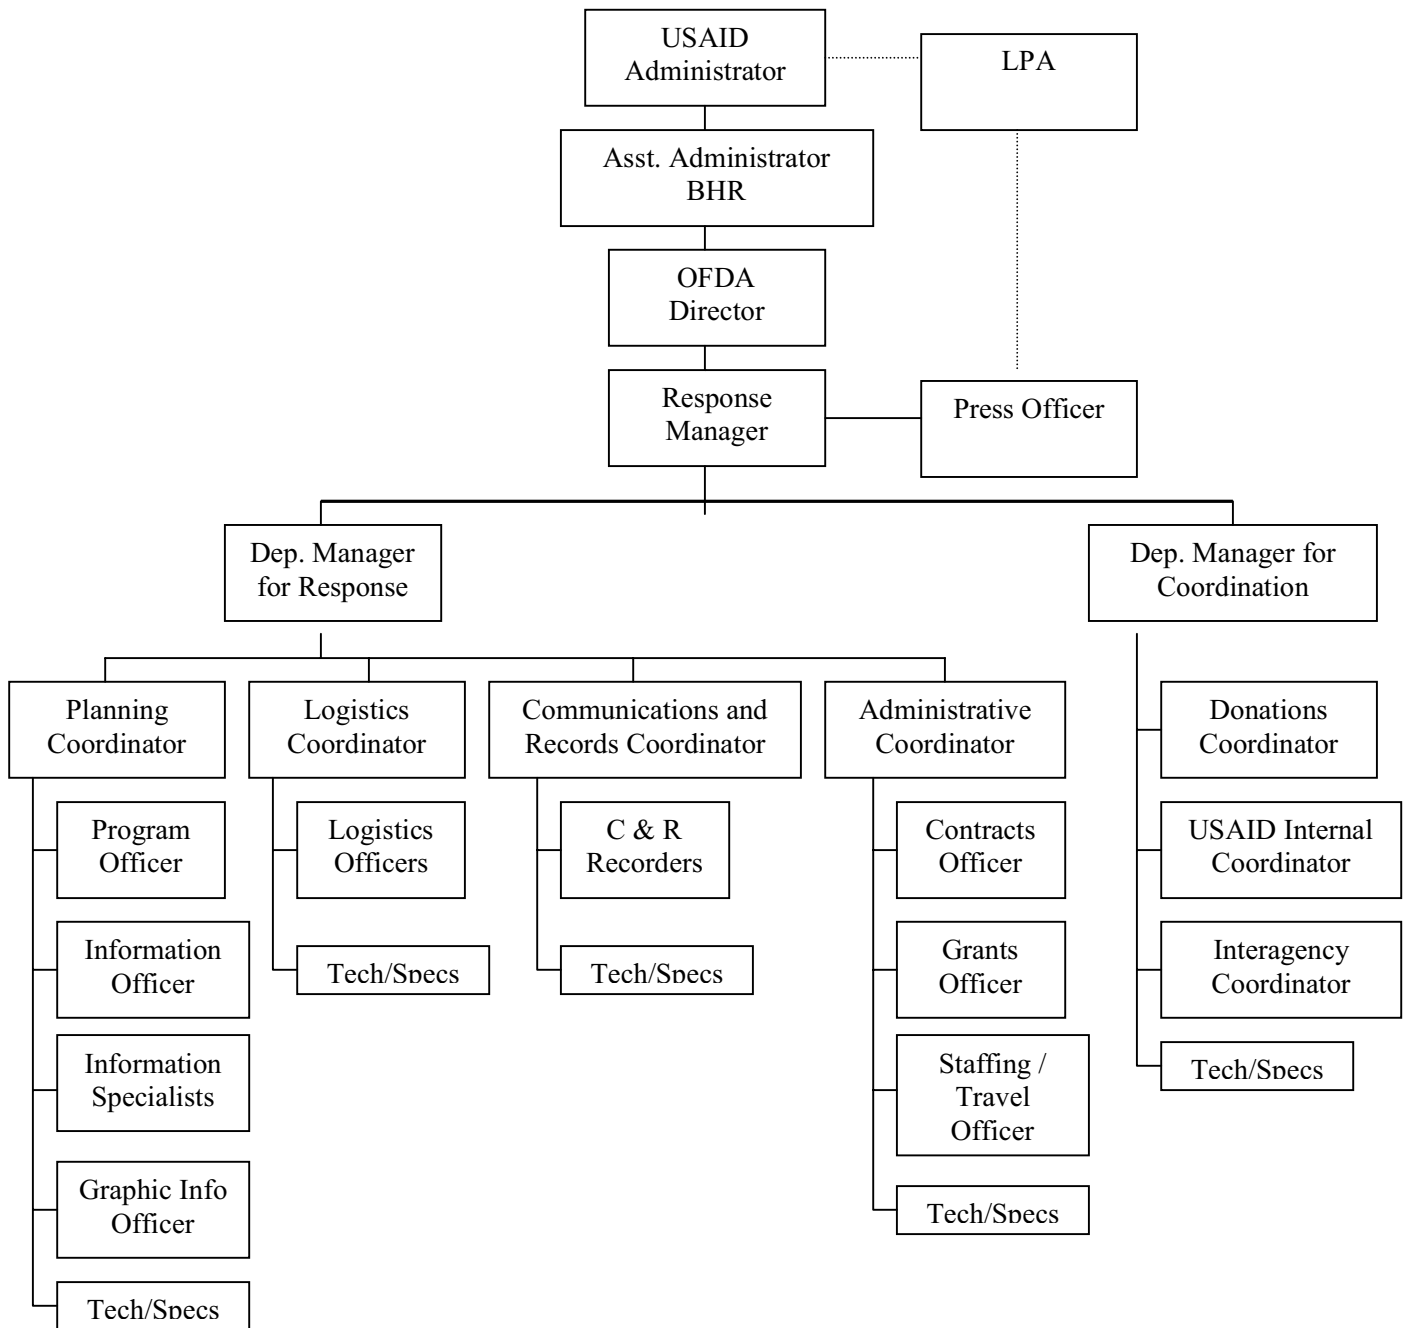 USAID
Administrator
LPA
Asst. Administrator
BHR
OFDA
Director
Response
Manager
Press Officer
Dep. Manager
for Response
Dep. Manager for
Coordination
Planning
Coordinator
Logistics
Coordinator
Communications and
Records Coordinator
Administrative
Coordinator
Donations
Coordinator
Program
Officer
Logistics
Officers
C & R
Recorders
Contracts
Officer
USAID Internal
Coordinator
Information
Officer
Tech/Specs
Tech/Specs
Grants
Officer
Interagency
Coordinator
Information
Specialists
Staffing /
Travel
Officer
Tech/Specs
Graphic Info
Officer
Tech/Specs
Tech/Specs